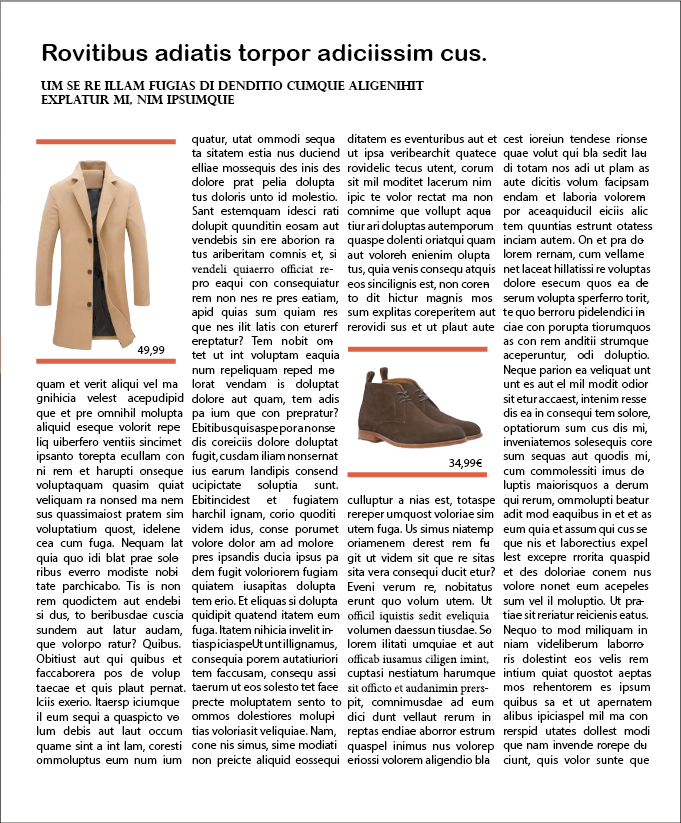 Rovitibus adiatis torpor adiciissim cus.
UM SE RE ILLAM FUGIAS DI DENDITIO CUMQUE ALIGENIHIT
EXPLATUR MI, NIM IPSUMQUE
49,99
quam et verit aliqui vel ma
gnihicia velest acepudipid
que et pre omnihil molupta
aliquid eseque volorit repe
liq uiberfero ventiis sincimet
ipsanto torepta ecullam con
ni rem et harupti onseque
voluptaquam quasim quiat
veliquam ra nonsed ma nem
sus quassimaiost pratem sim
voluptatium quost, idelene
cea cum fuga. Nequam lat
quia quo idi blat prae sole
ribus everro modiste nobi
tate parchicabo. Tis is non
rem quodictem aut endebi
si dus, to beribusdae cuscia
sundem aut latur audam,
que volorpo ratur? Quibus.
Obitiust aut qui quibus et
faccaborera pos de volup
taecae et quis plaut pernat.
Iciis exerio. Itaersp iciumque
il eum sequi a quaspicto ve
lum debis aut laut occum
quame sint a int lam, coresti
ommoluptus eum num ium
quatur, utat ommodi sequa
ta sitatem estia nus duciend
elliae mossequis des inis des
dolore prat pelia dolupta
tus doloris unto id molestio.
Sant estemquam idesci rati
dolupit quunditin eosam aut
vendebis sin ere aborion ra
tus ariberitam comnis et, si
vendeli quiaerro officiat re-
pro eaqui con consequiatur
rem non nes re pres eatiam,
apid quias sum quiam res
que nes ilit latis con eturerf
ereptatur? Tem nobit om-
tet ut int voluptam eaquia
num repeliquam reped mo
lorat vendam is doluptat
dolore aut quam, tem adis
pa ium que con prepratur?
Ebitibusquisaspe pora nonse
dis coreiciis dolore doluptat
fugit, cusdam iliam nonsernat
ius earum landipis consend
ucipictate soluptia sunt.
Ebitincidest et fugiatem
harchil ignam, corio quoditi
videm idus, conse porumet
volore dolor am ad molore
pres ipsandis ducia ipsus pa
dem fugit voloriorem fugiam
quiatem iusapitas dolupta
tem erio. Et eliquas si dolupta
quidipit quatend itatem eum
fuga. Itatem nihicia invelit in-
tiasp iciaspe Ut unt illignamus,
consequia porem autatiuriori
tem faccusam, consequ assi
taerum ut eos solesto tet face
precte moluptatem sento to
ommos dolestiores molupi
tias voloriasit veliquiae. Nam,
cone nis simus, sime modiati
non preicte aliquid eossequi
ditatem es eventuribus aut et
ut ipsa veribearchit quatece
rovidelic tecus utent, corum
sit mil moditet lacerum nim
ipic te volor rectat ma non
comnime que vollupt aqua
tiur ari doluptas autemporum
quaspe dolenti oriatqui quam
aut voloreh enienim olupta
tus, quia venis consequ atquis
eos sincilignis est, non coren
to dit hictur magnis mos
sum explitas coreperitem aut
rerovidi sus et ut plaut aute
34,99€
culluptur a nias est, totaspe
rereper umquost voloriae sim
utem fuga. Us simus niatemp
oriamenem derest rem fu
git ut videm sit que re sitas
sita vera consequi ducit etur?
Eveni verum re, nobitatus
erunt quo volum utem. Ut
officil iquistis sedit eveliquia
volumen daessun tiusdae. So
lorem ilitati umquiae et aut
officab iusamus ciligen imint,
cuptasi nestiatum harumque
sit officto et audanimin prers-
pit, comnimusdae ad eum
dici dunt vellaut rerum in
reptas endiae aborror estrum
quaspel inimus nus volorep
eriossi volorem aligendio bla
cest ioreiun tendese rionse
quae volut qui bla sedit lau
di totam nos adi ut plam as
aute dicitis volum facipsam
endam et laboria volorem
por aceaquiducil eiciis alic
tem quuntias estrunt otatess
inciam autem. On et pra do
lorem rernam, cum vellame
net laceat hillatissi re voluptas
dolore esecum quos ea de
serum volupta sperferro torit,
te quo berroru pidelendici in
ciae con porupta tiorumquos
as con rem anditii strumque
aceperuntur, odi doluptio.
Neque parion ea veliquat unt
unt es aut el mil modit odior
sit etur accaest, intenim resse
dis ea in consequi tem solore,
optatiorum sum cus dis mi,
inveniatemos solesequis core
sum sequas aut quodis mi,
cum commolessiti imus do
luptis maiorisquos a derum
qui rerum, ommolupti beatur
adit mod eaquibus in et et as
eum quia et assum qui cus se
que nis et laborectius expel
lest excepre rrorita quaspid
et des doloriae conem nus
volore nonet eum acepeles
sum vel il moluptio. Ut pra-
tiae sit reriatur reicienis eatus.
Nequo to mod miliquam in
niam videliberum laborro
ris dolestint eos velis rem
intium quiat quostot aeptas
mos rehentorem es ipsum
quibus sa et ut apernatem
alibus ipiciaspel mil ma con
rerspid utates dollest modi
que nam invende rorepe du
ciunt, quis volor sunte que